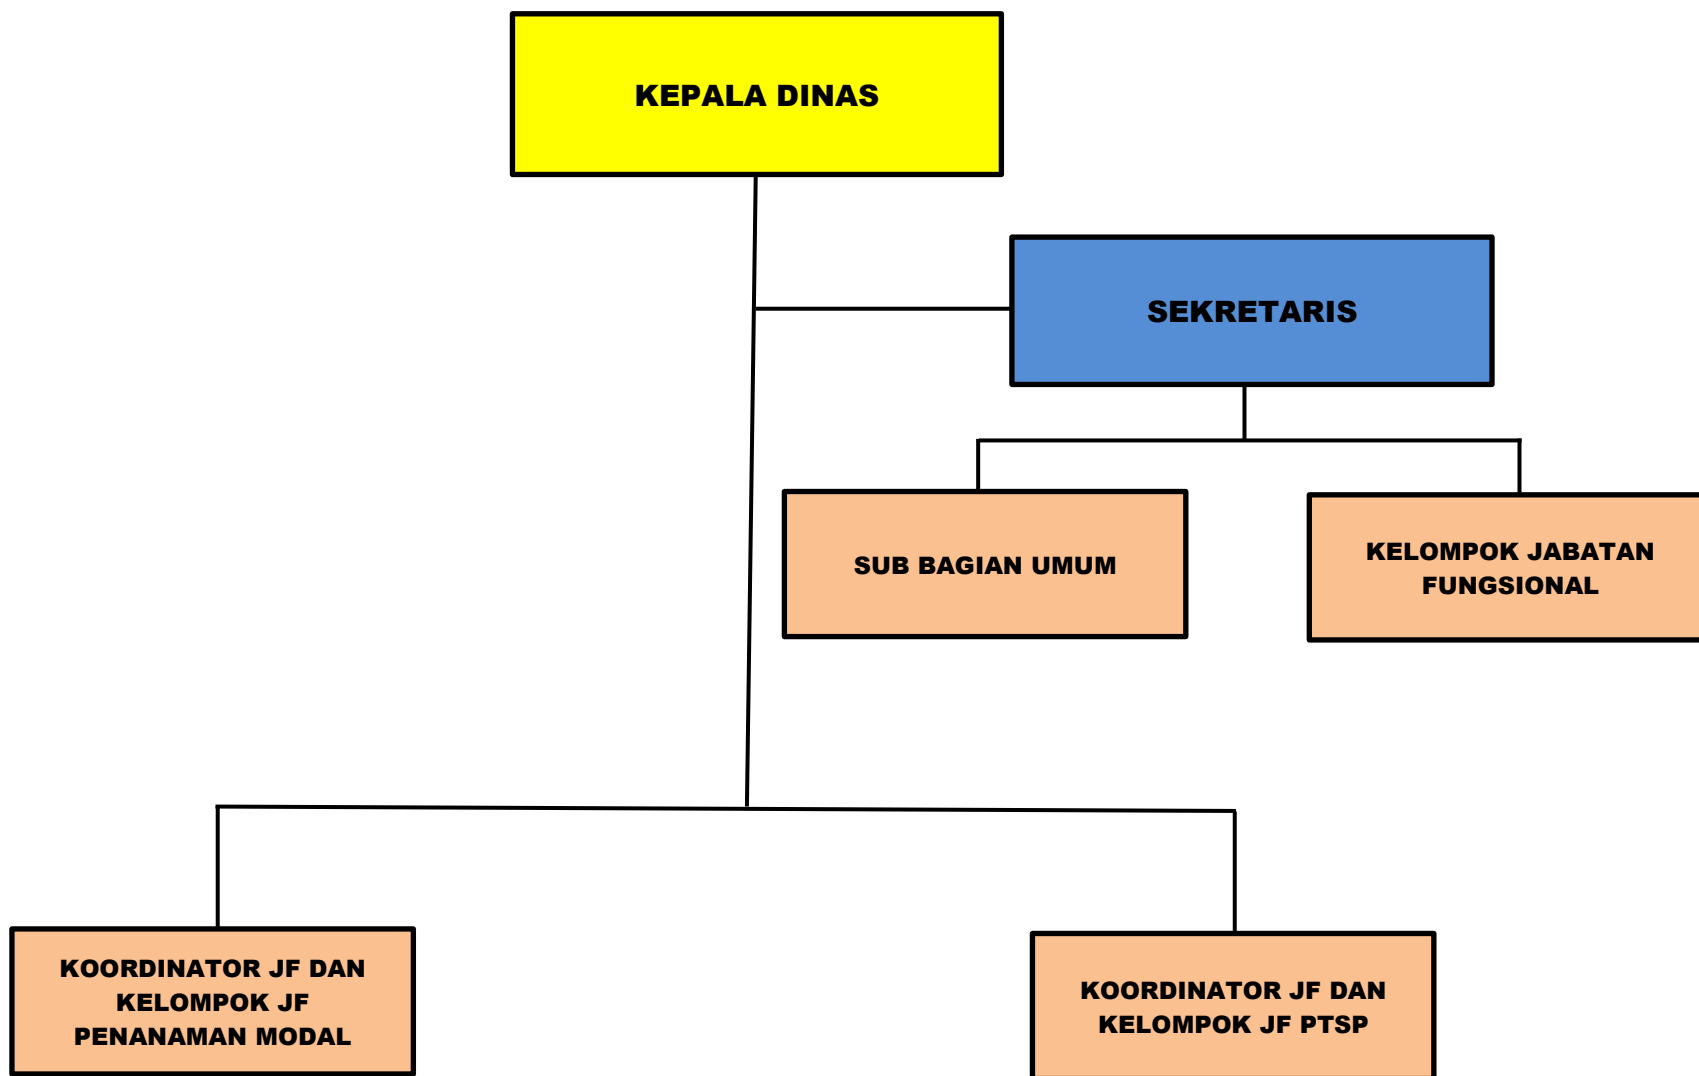 KEPALA DINAS
SEKRETARIS
SUB BAGIAN UMUM
KELOMPOK JABATAN
FUNGSIONAL
KOORDINATOR JF DAN
KELOMPOK JF
PENANAMAN MODAL
KOORDINATOR JF DAN
KELOMPOK JF PTSP